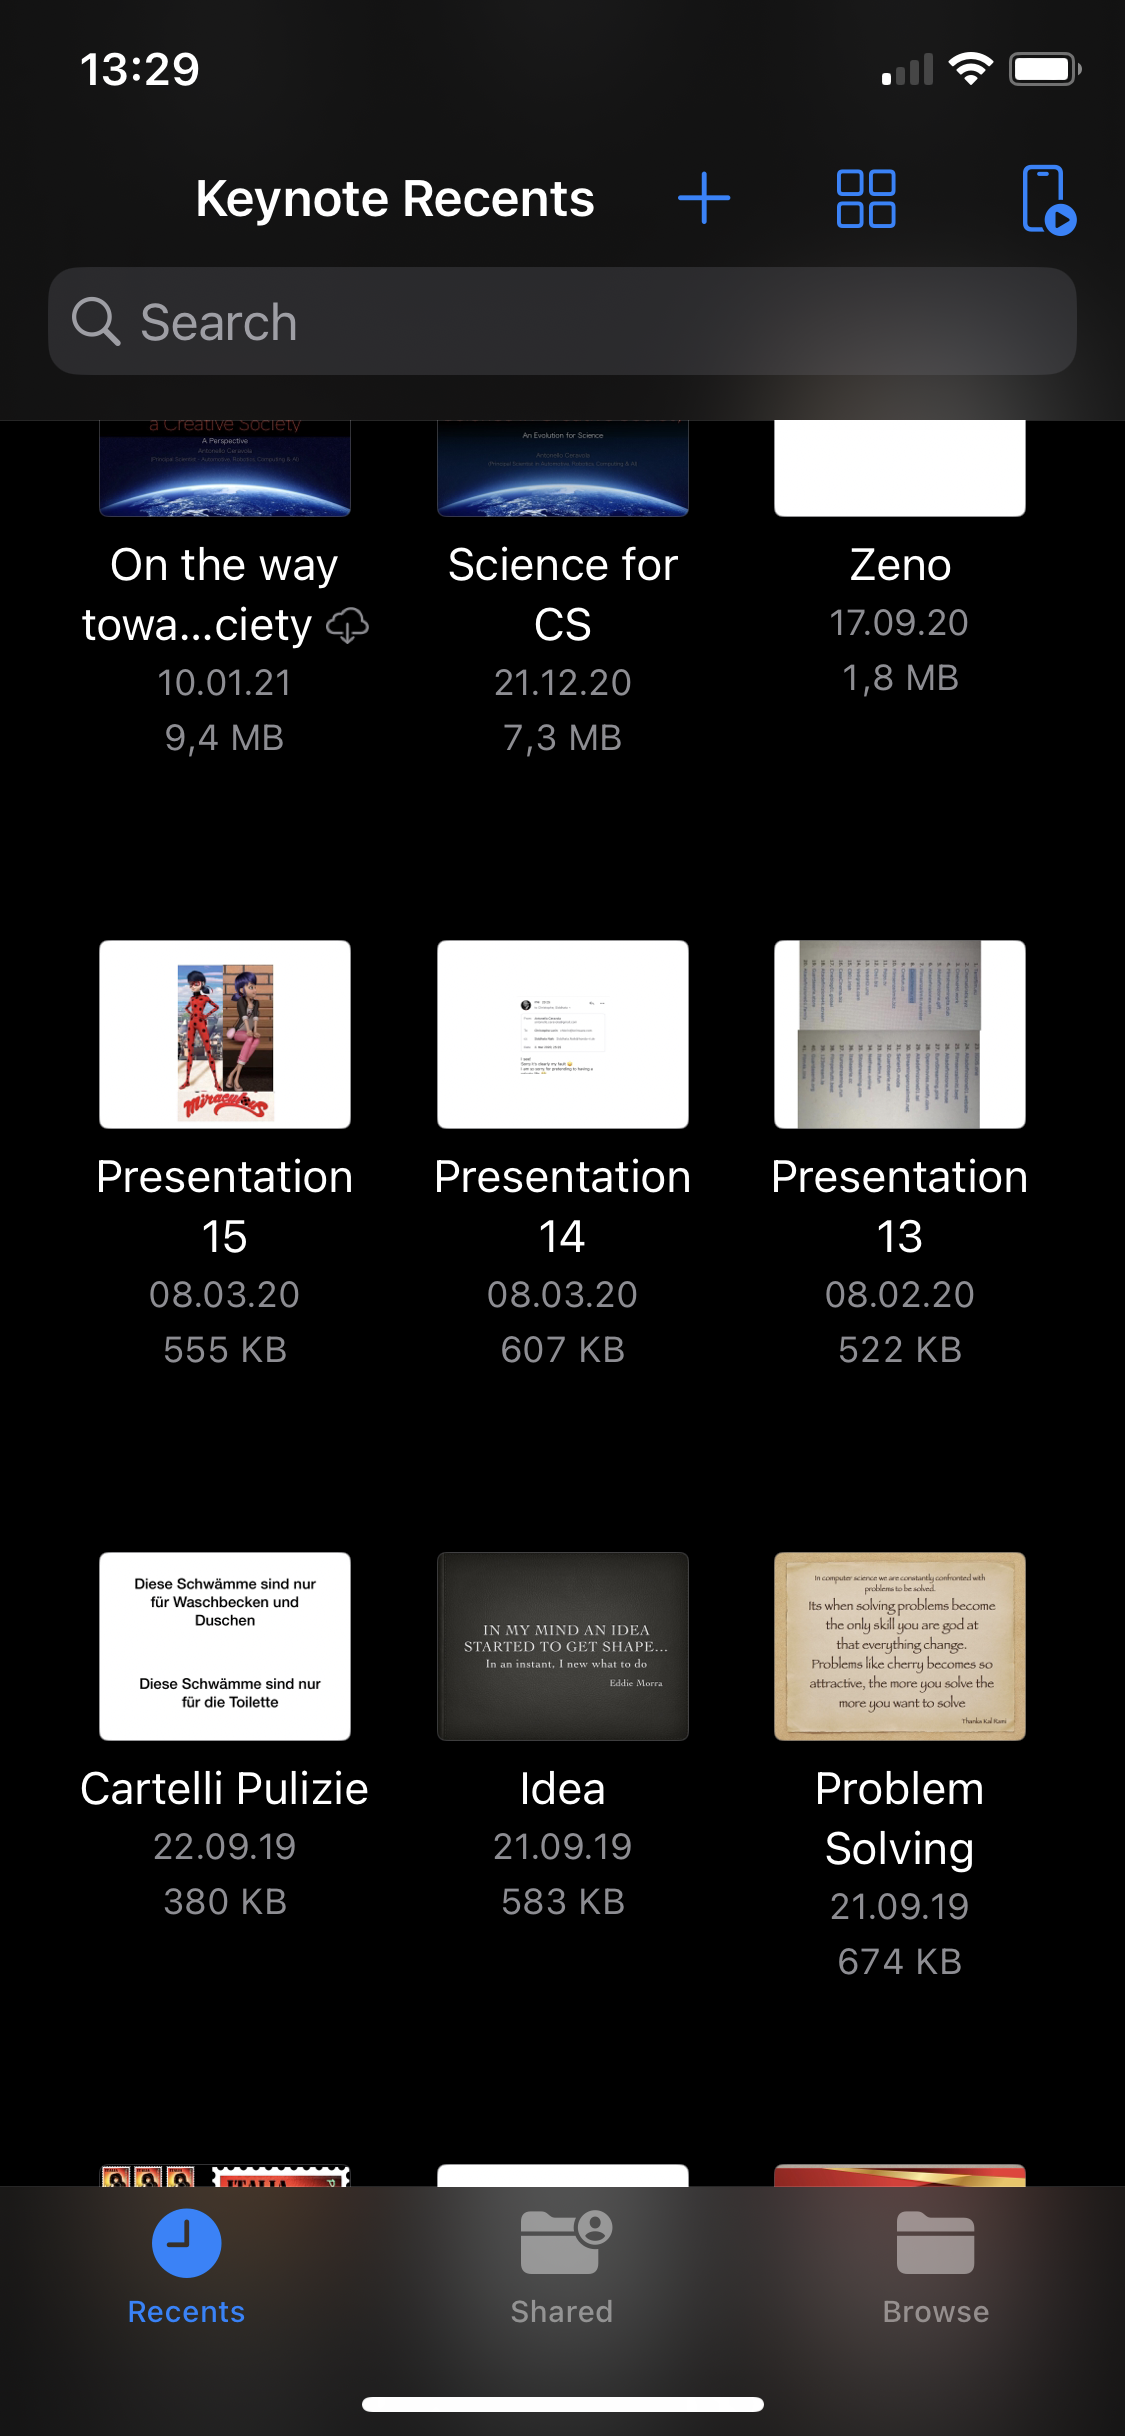 13:29
Keynote Recents
Search
a Creative Society
A Perspective
Antonello Ceravola
An Evolution for Science
Antonello Ceravola
On the way
towa...ciety
10.01.21
9,4 MB
Science for
CS
21.12.20
7,3 MB
Zeno
17.09.20
1,8 MB
Miraculous
Presentation
15
08.03.20
555 KB
Presentation
14
08.03.20
607 KB
Presentation
13
08.02.20
522 KB
Diese Schwämme sind nur
für Waschbecken und
Duschen
Diese Schwämme sind nur
für die Toilette
IN MY MIND AN IDEA
STARTED TO GET SHAPE...
In an instant, I new what to do
Eddie Morra
In computer science we are constantly confronted with
problems to be solved.
Its when solving problems become
the only skill you are god at
that everything change.
Problems like cherry becomes so
attractive, the more you solve the
more you want to solve
Thanks Kal Rami
Cartelli Pulizie
22.09.19
380 KB
Idea
21.09.19
583 KB
Problem
Solving
21.09.19
674 KB
ITALIA
Recents
Shared
Browse